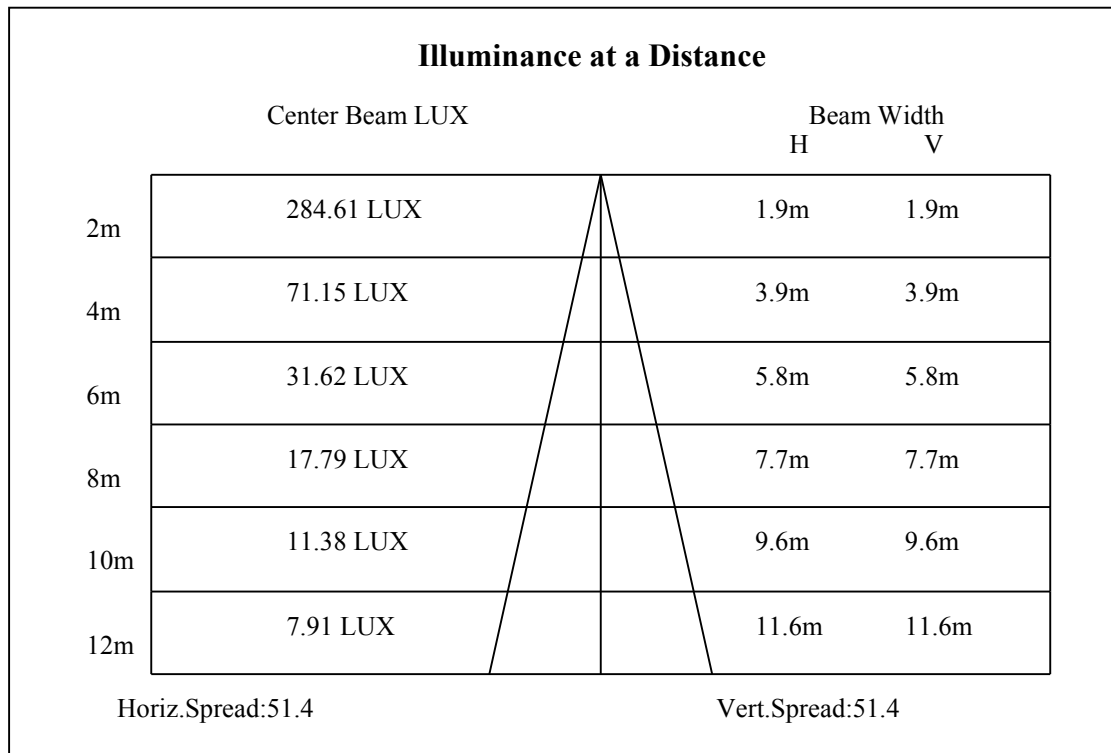 Illuminance at a Distance
Center Beam LUX Beam Width
H V
284.61 LUX 1.9m 1.9m
2m
71.15 LUX 3.9m 3.9m
4m
31.62 LUX 5.8m 5.8m
6m
17.79 LUX 7.7m 7.7m
8m
11.38 LUX 9.6m 9.6m
10m
7.91 LUX 11.6m 11.6m
12m
Horiz.Spread:51.4 Vert.Spread:51.4